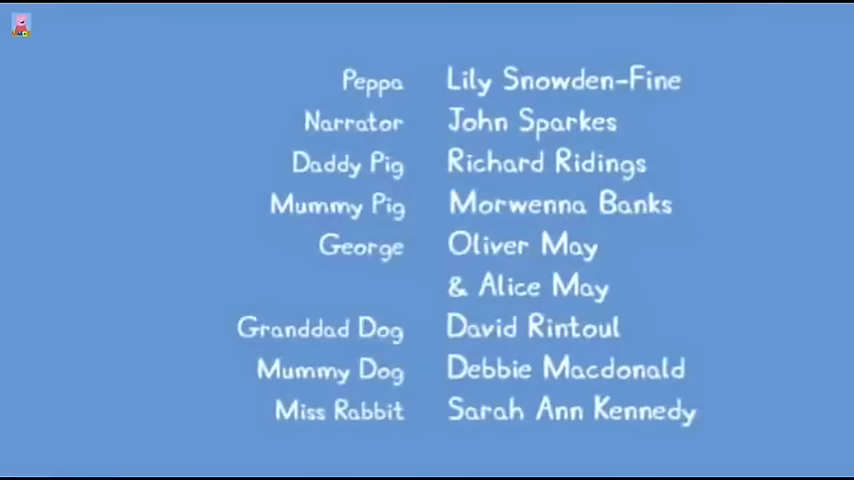 Peppa Lily Snowden-Fine
Narrator John Sparkes
Daddy Pig Richard Ridings
Mummy Pig Morwenna Banks
George Oliver May
& Alice May
Granddad Dog David Rintoul
Mummy Dog Debbie Macdonald
Miss Rabbit Sarah Ann Kennedy